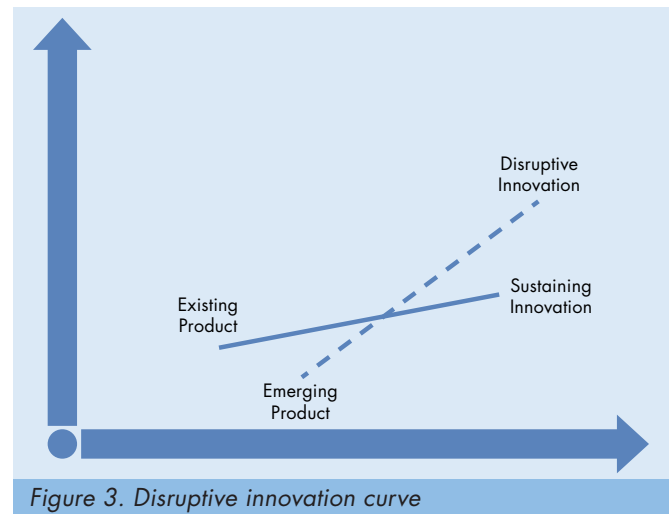 Disruptive
Innovation
Sustaining
Innovation
Existing
Product
Emerging
Product
Figure 3. Disruptive innovation curve